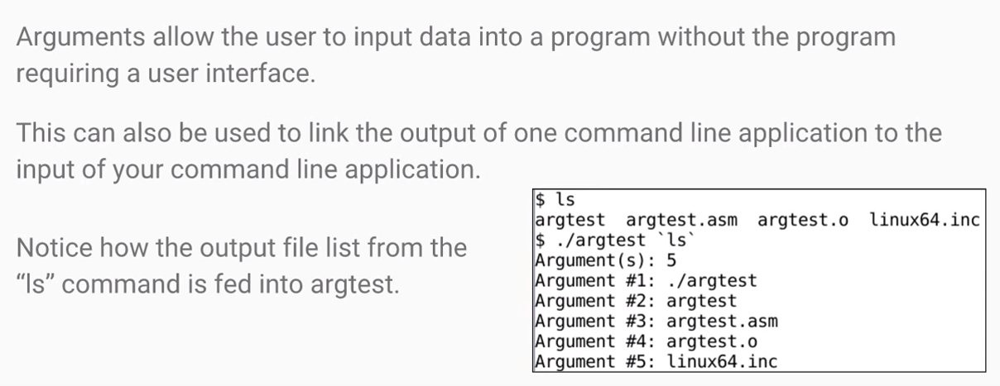 Arguments allow the user to input data into a program without the program
requiring a user interface.
This can also be used to link the output of one command line application to the
input of your command line application.
Notice how the output file list from the
“ls” command is fed into argtest.
$ ls
argtest  argtest.asm  argtest.o  linux64.inc
$ ./argtest `ls`
Argument(s): 5
Argument #1: ./argtest
Argument #2: argtest
Argument #3: argtest.asm
Argument #4: argtest.o
Argument #5: linux64.inc